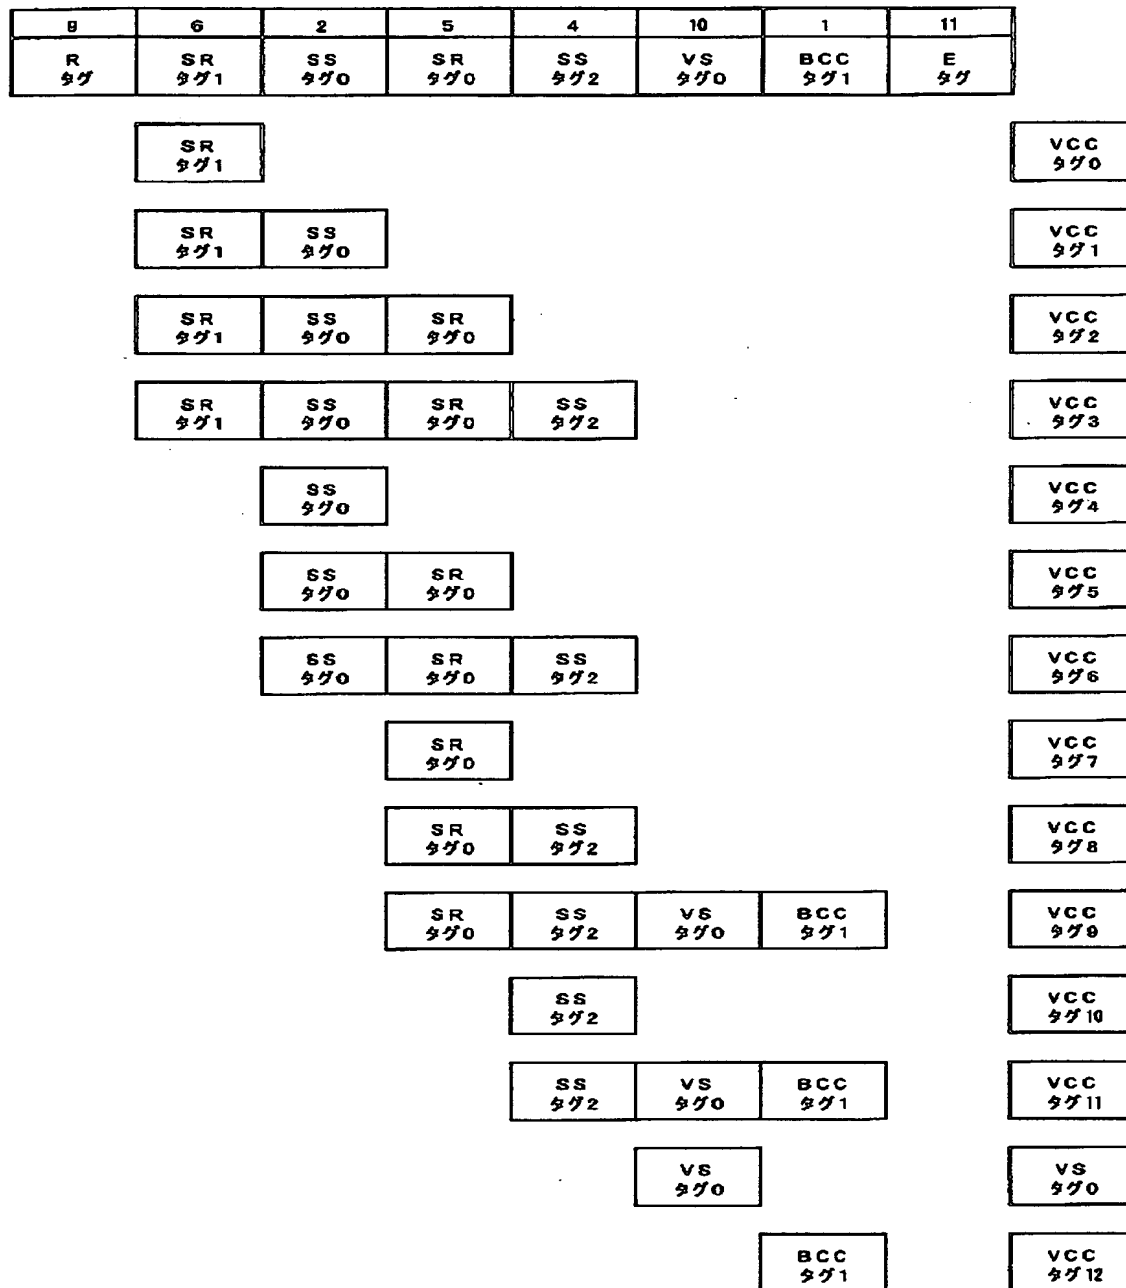 8 6 2 5 4 10 1 11
R SR SS SR SS VS BCC E
タグ タグ1 タグ0 タグ0 タグ2 タグ0 タグ1 タグ
SR VCC
タグ1 タグ0
SR SS VCC
タグ1 タグ0 タグ1
SR SS SR VCC
タグ1 タグ0 タグ0 タグ2
SR SS SR SS VCC
タグ1 タグ0 タグ0 タグ2 タグ3
SS VCC
タグ0 タグ4
SS SR VCC
タグ0 タグ0 タグ5
SS SR SS VCC
タグ0 タグ0 タグ2 タグ6
SR VCC
タグ0 タグ7
SR SS VCC
タグ0 タグ2 タグ8
SR SS VS BCC VCC
タグ0 タグ2 タグ0 タグ1 タグ9
SS VCC
タグ2 タグ10
SS VS BCC VCC
タグ2 タグ0 タグ1 タグ11
VS VS
タグ0 タグ0
BCC VCC
タグ1 タグ12